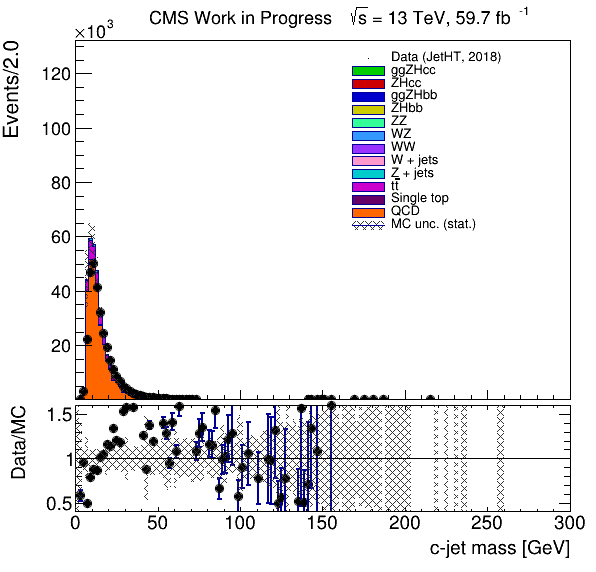 CMS Work in Progress √s = 13 TeV, 59.7 fb⁻¹
×10³
Events/2.0
120
100
80
60
40
20
Data (JetHT, 2018)
ggZHcc
ZHcc
ggZHbb
ZHbb
ZZ
WZ
WW
W + jets
Z + jets
tt̅
Single top
QCD
MC unc. (stat.)
Data/MC
1.5
1
0.5
0 50 100 150 200 250 300
c-jet mass [GeV]